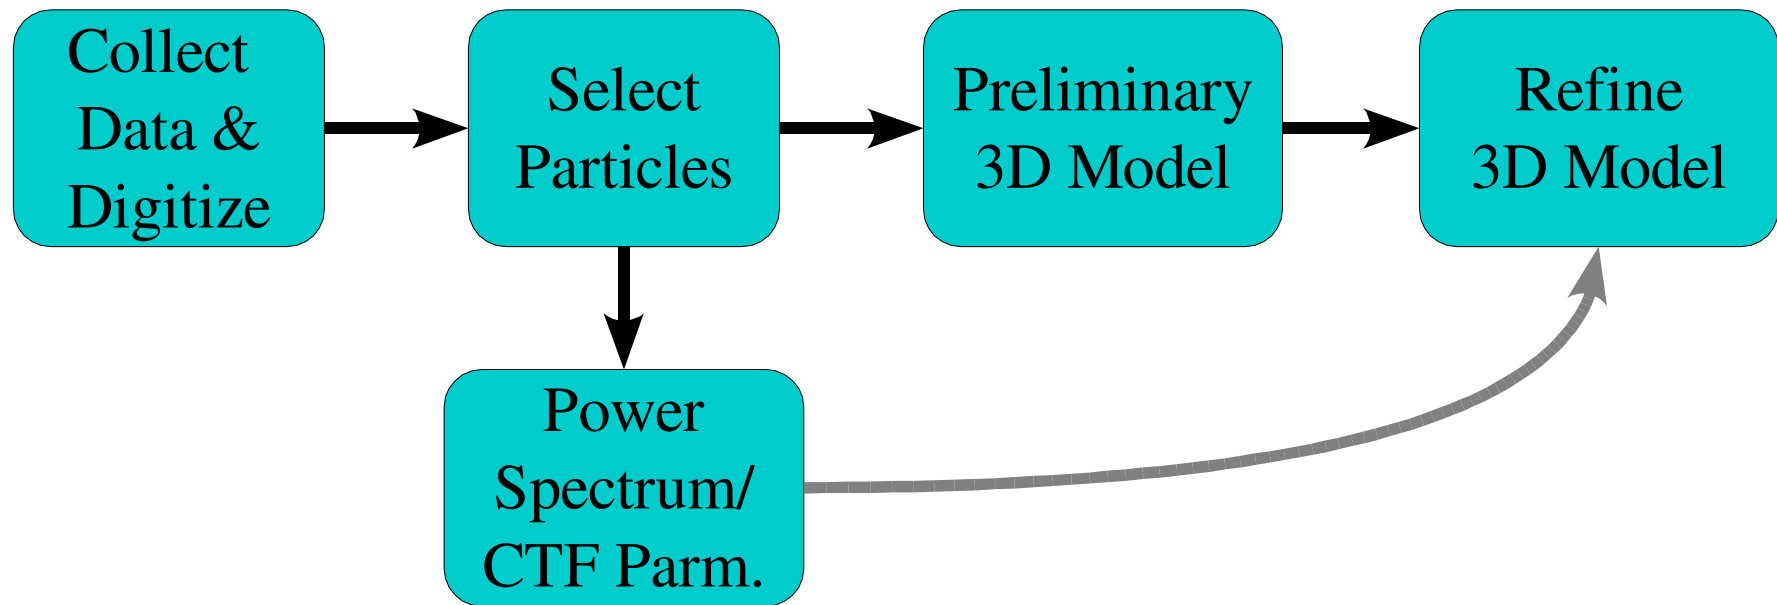 Collect
Data &
Digitize
Select
Particles
Preliminary
3D Model
Refine
3D Model
Power
Spectrum/
CTF Parm.